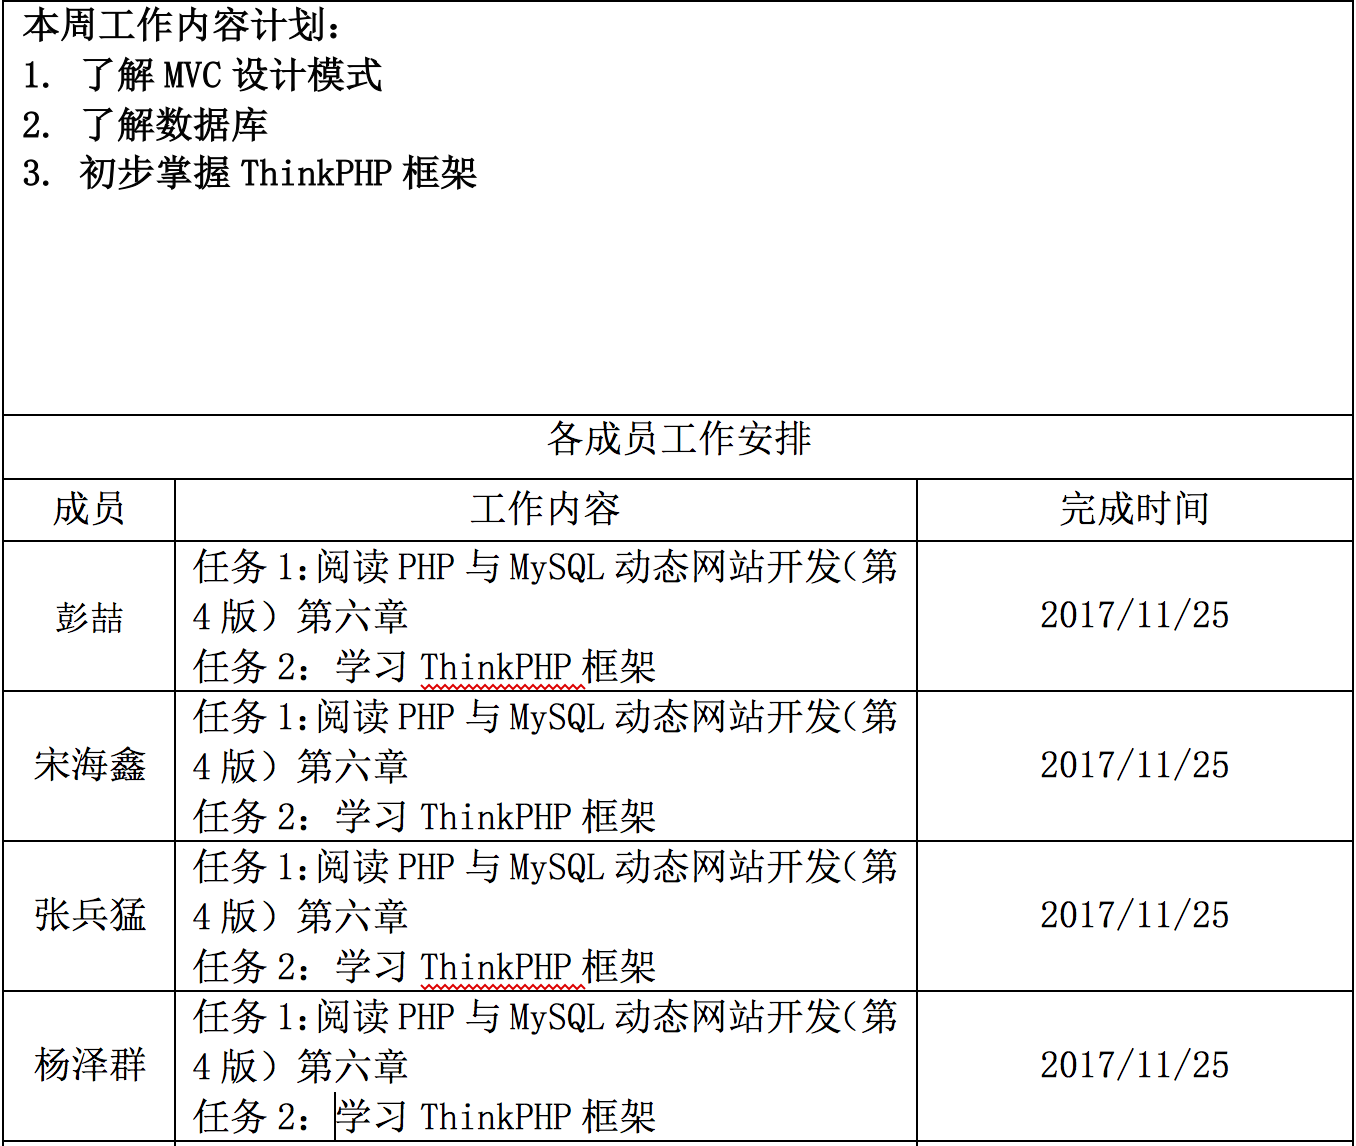 本周工作内容计划：
1. 了解 MVC 设计模式
2. 了解数据库
3. 初步掌握 ThinkPHP 框架
各成员工作安排
成员 工作内容 完成时间
彭喆
任务 1：阅读 PHP 与 MySQL 动态网站开发（第
4 版）第六章
任务 2：学习 ThinkPHP 框架
2017/11/25
宋海鑫
任务 1：阅读 PHP 与 MySQL 动态网站开发（第
4 版）第六章
任务 2：学习 ThinkPHP 框架
2017/11/25
张兵猛
任务 1：阅读 PHP 与 MySQL 动态网站开发（第
4 版）第六章
任务 2：学习 ThinkPHP 框架
2017/11/25
杨泽群
任务 1：阅读 PHP 与 MySQL 动态网站开发（第
4 版）第六章
任务 2：学习 ThinkPHP 框架
2017/11/25